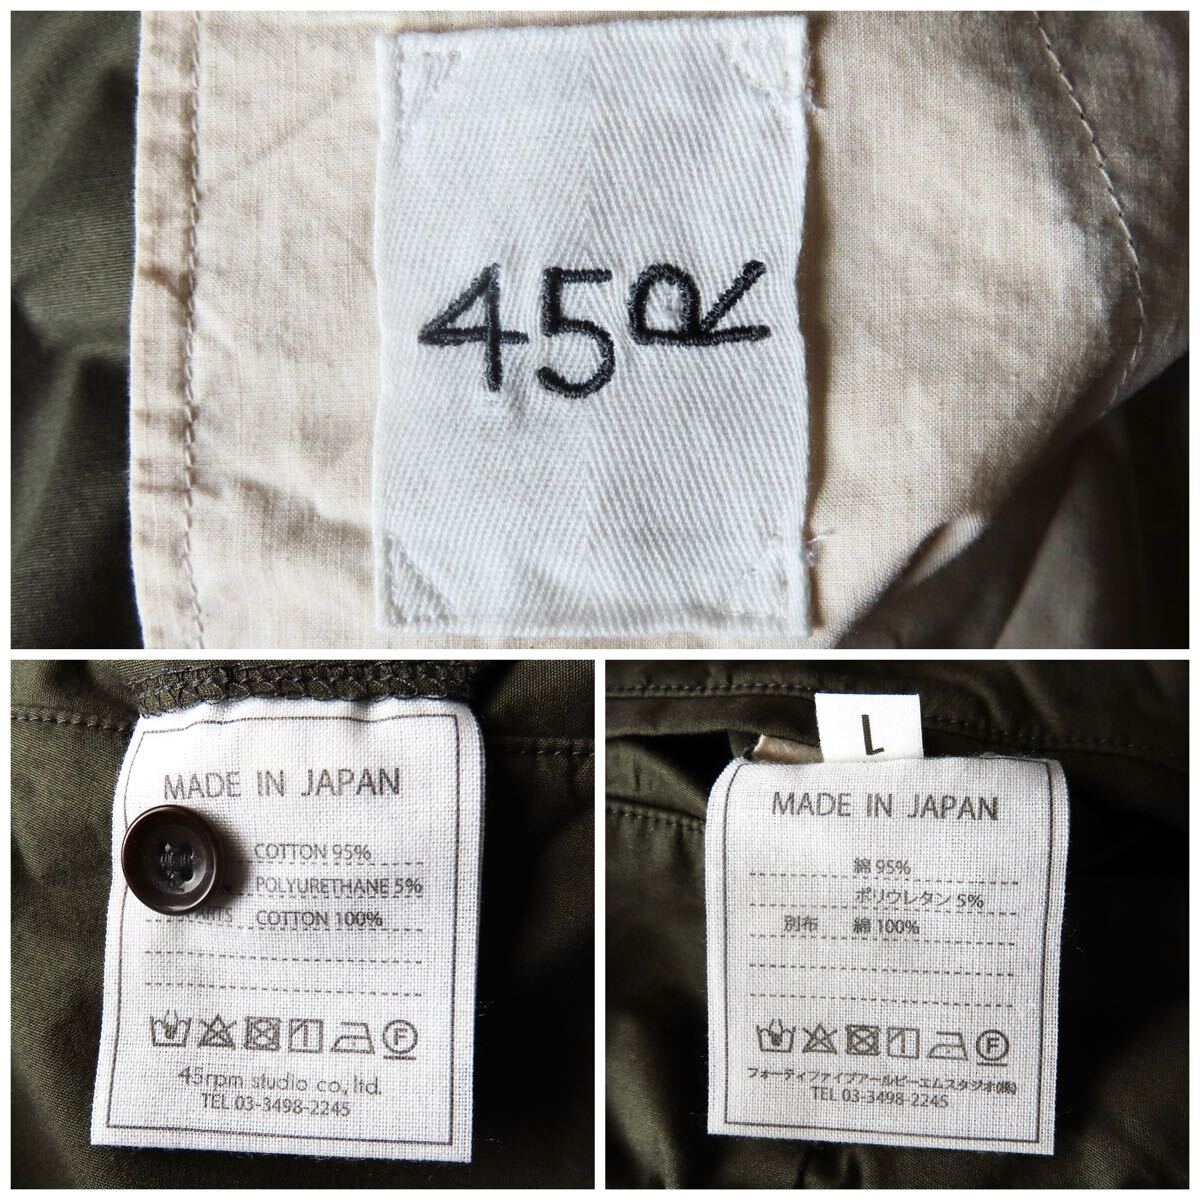 45R
MADE IN JAPAN
COTTON 95%
POLYURETHANE 5%
COTTON 100%
F
45rpm studio co., ltd.
TEL 03-3498-2245
L
MADE IN JAPAN
綿 95%
ポリウレタン 5%
別布 綿 100%
F
フォーティファイブアールピーエムスタジオ(株)
TEL 03-3498-2245